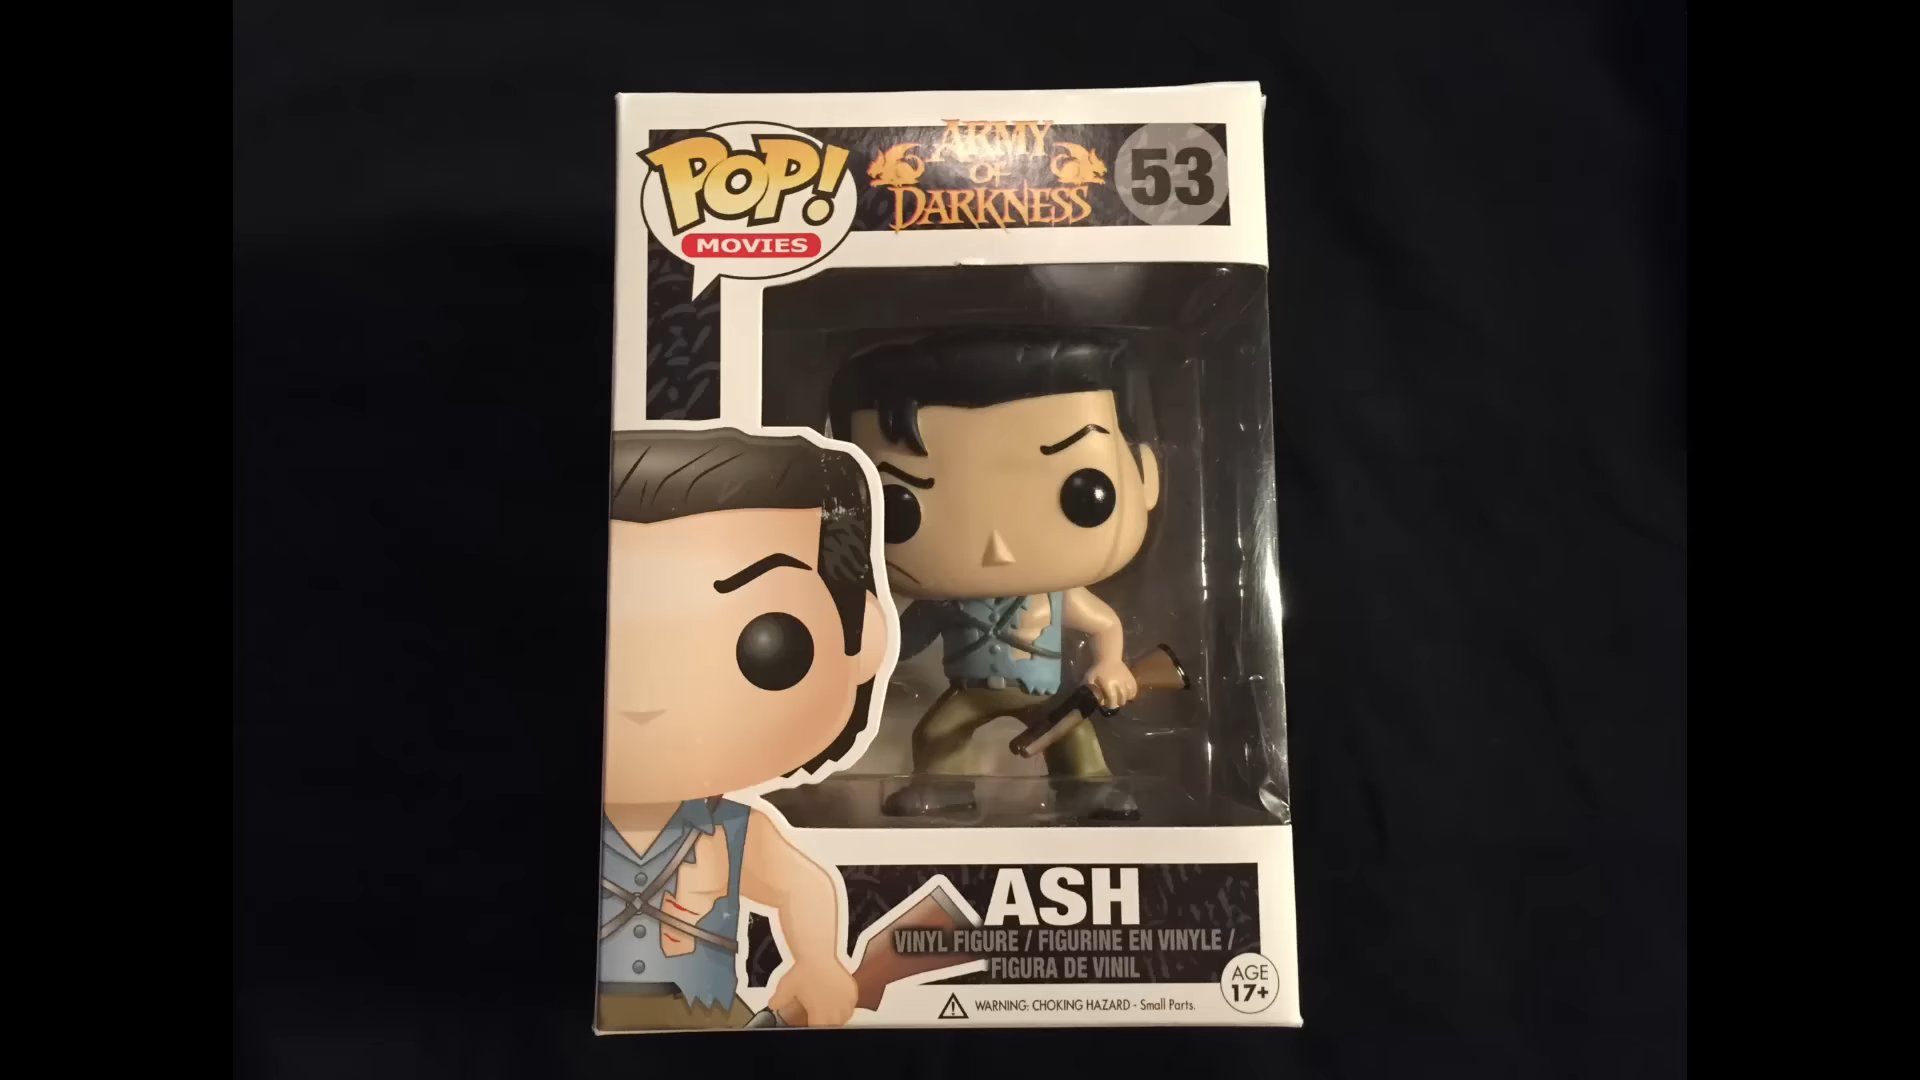 POP!
MOVIES
ARMY
OF
DARKNESS
53
ASH
VINYL FIGURE / FIGURINE EN VINYLE /
FIGURA DE VINIL
WARNING: CHOKING HAZARD - Small Parts.
AGE
17+